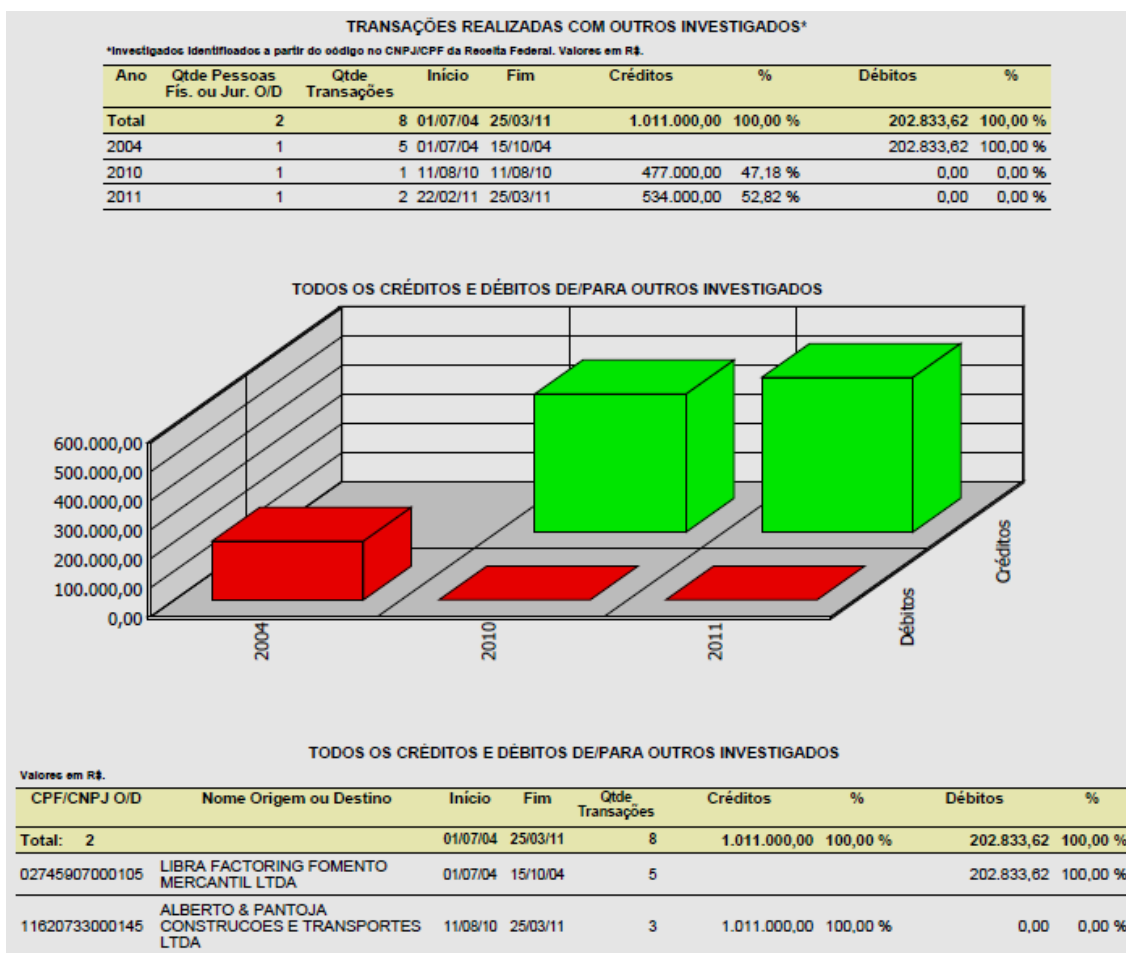 TRANSAÇÕES REALIZADAS COM OUTROS INVESTIGADOS*
*Investigados identificados a partir do código no CNPJ/CPF da Receita Federal. Valores em R$.
Ano Qtde Pessoas Qtde Início Fim Créditos % Débitos %
Fís. ou Jur. O/D Transações
Total 2 8 01/07/04 25/03/11 1.011.000,00 100,00 % 202.833,62 100,00 %
2004 1 5 01/07/04 15/10/04 202.833,62 100,00 %
2010 1 1 11/08/10 11/08/10 477.000,00 47,18 % 0,00 0,00 %
2011 1 2 22/02/11 25/03/11 534.000,00 52,82 % 0,00 0,00 %
TODOS OS CRÉDITOS E DÉBITOS DE/PARA OUTROS INVESTIGADOS
600.000,00
500.000,00
400.000,00
300.000,00
200.000,00
100.000,00
0,00
2004
2010
2011
Débitos
Créditos
TODOS OS CRÉDITOS E DÉBITOS DE/PARA OUTROS INVESTIGADOS
Valores em R$.
CPF/CNPJ O/D Nome Origem ou Destino Início Fim Qtde Créditos % Débitos %
Transações
Total: 2 01/07/04 25/03/11 8 1.011.000,00 100,00 % 202.833,62 100,00 %
02745907000105 LIBRA FACTORING FOMENTO 01/07/04 15/10/04 5 202.833,62 100,00 %
MERCANTIL LTDA
ALBERTO & PANTOJA
11620733000145 CONSTRUCOES E TRANSPORTES 11/08/10 25/03/11 3 1.011.000,00 100,00 % 0,00 0,00 %
LTDA